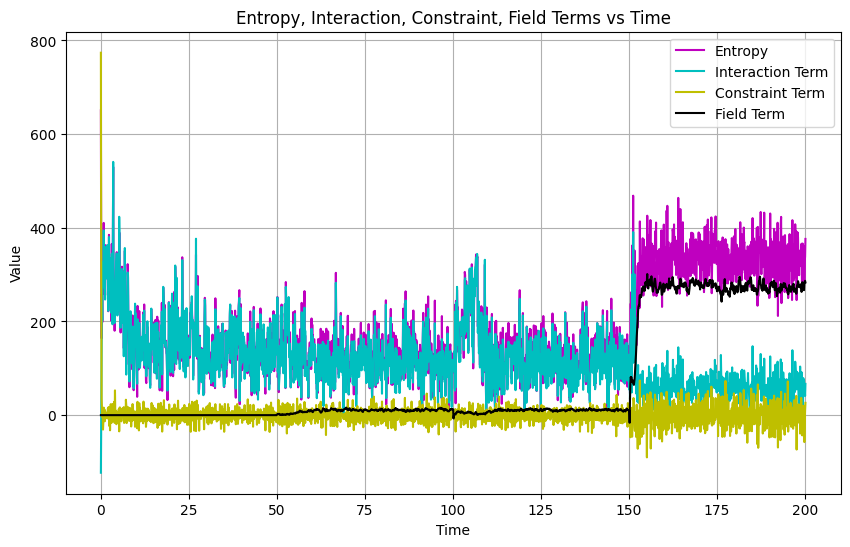 Entropy, Interaction, Constraint, Field Terms vs Time
Entropy
Interaction Term
Constraint Term
Field Term
Value
800
600
400
200
0
0
25
50
75
100
125
150
175
200
Time